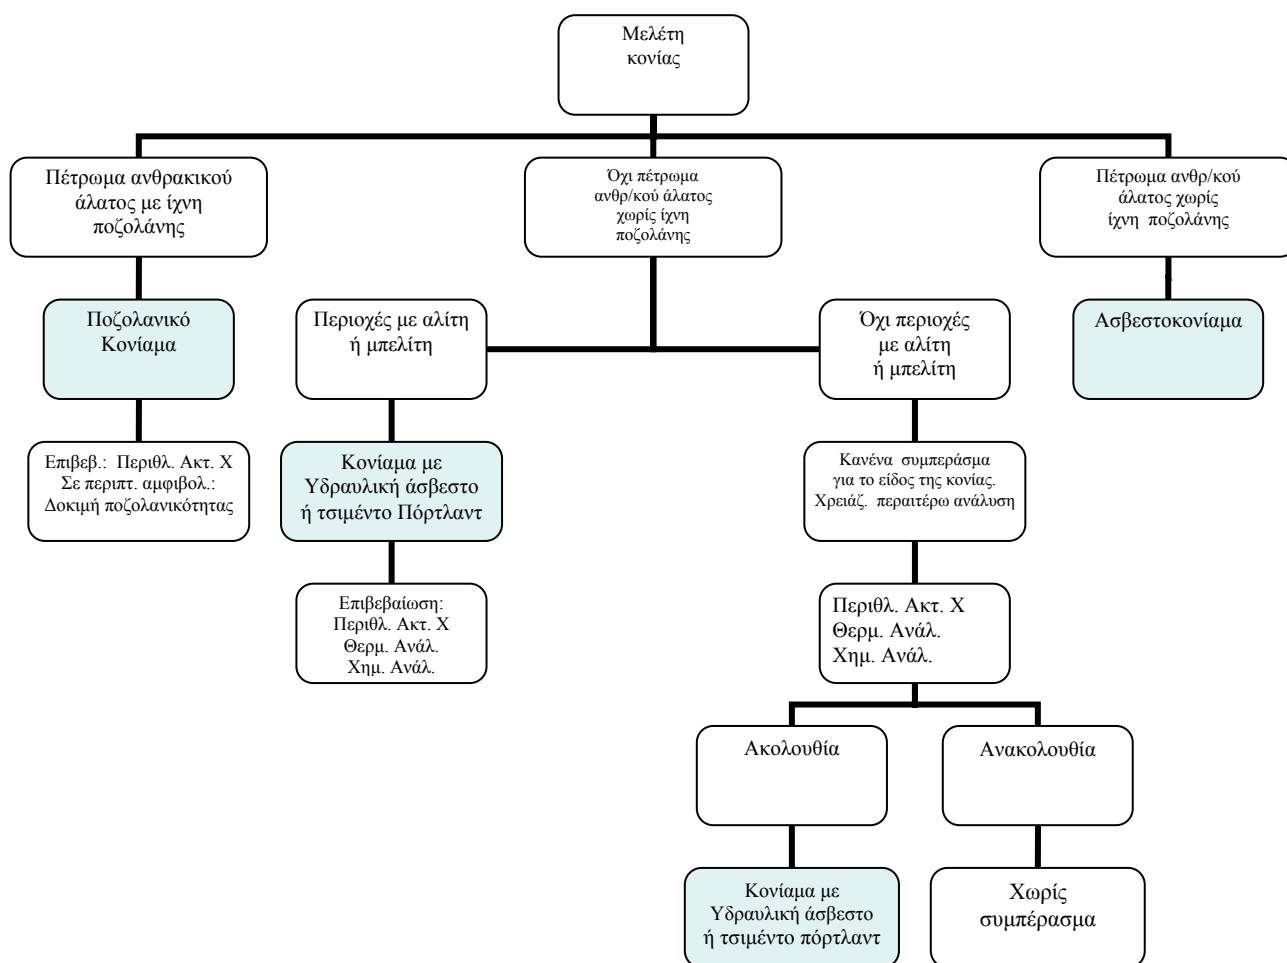 Μελέτη
κονίας
Πέτρωμα ανθρακικού
άλατος με ίχνη
ποζολάνης
Όχι πέτρωμα
ανθρ/κού άλατος
χωρίς ίχνη
ποζολάνης
Πέτρωμα ανθρ/κού
άλατος χωρίς
ίχνη ποζολάνης
Ποζολανικό
Κονίαμα
Περιοχές με αλίτη
ή μπελίτη
Όχι περιοχές
με αλίτη
ή μπελίτη
Ασβεστοκονίαμα
Επιβεβ.: Περιθλ. Ακτ. Χ
Σε περιπτ. αμφιβολ.:
Δοκιμή ποζολανικότητας
Κονίαμα με
Υδραυλική άσβεστο
ή τσιμέντο Πόρτλαντ
Κανένα συμπεράσμα
για το είδος της κονίας.
Χρειάζ. περαιτέρω ανάλυση
Επιβεβαίωση:
Περιθλ. Ακτ. Χ
Θερμ. Ανάλ.
Χημ. Ανάλ.
Περιθλ. Ακτ. Χ
Θερμ. Ανάλ.
Χημ. Ανάλ.
Ακολουθία
Ανακολουθία
Κονίαμα με
Υδραυλική άσβεστο
ή τσιμέντο πόρτλαντ
Χωρίς
συμπέρασμα